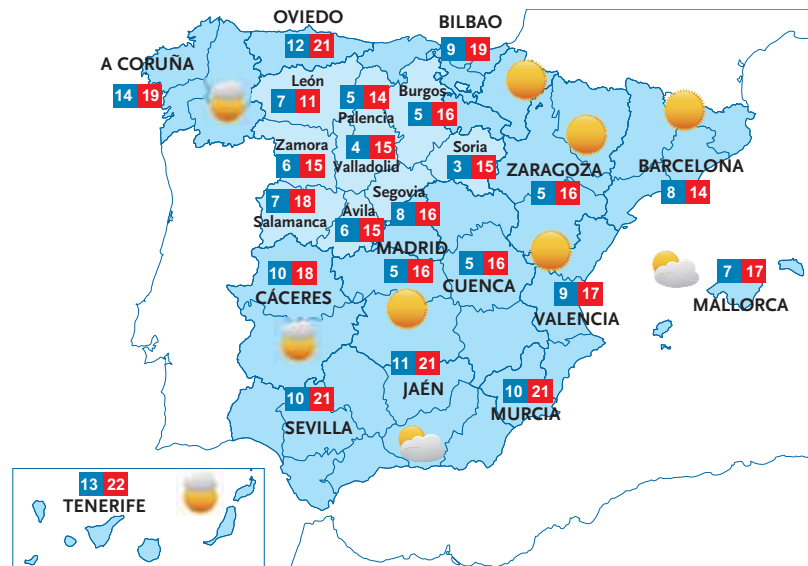 OVIEDO
12 21
BILBAO
9 19
A CORUÑA
14 19
León
7 11
5 14
Palencia
Burgos
5 16
Zamora
6 15
4 15
Valladolid
Soria
3 15
ZARAGOZA
5 16
BARCELONA
8 14
7 18
Salamanca
Ávila
6 15
Segovia
8 16
MADRID
5 16
5 16
CUENCA
10 18
CÁCERES
9 17
VALENCIA
7 17
MALLORCA
11 21
JAÉN
10 21
MURCIA
10 21
SEVILLA
13 22
TENERIFE